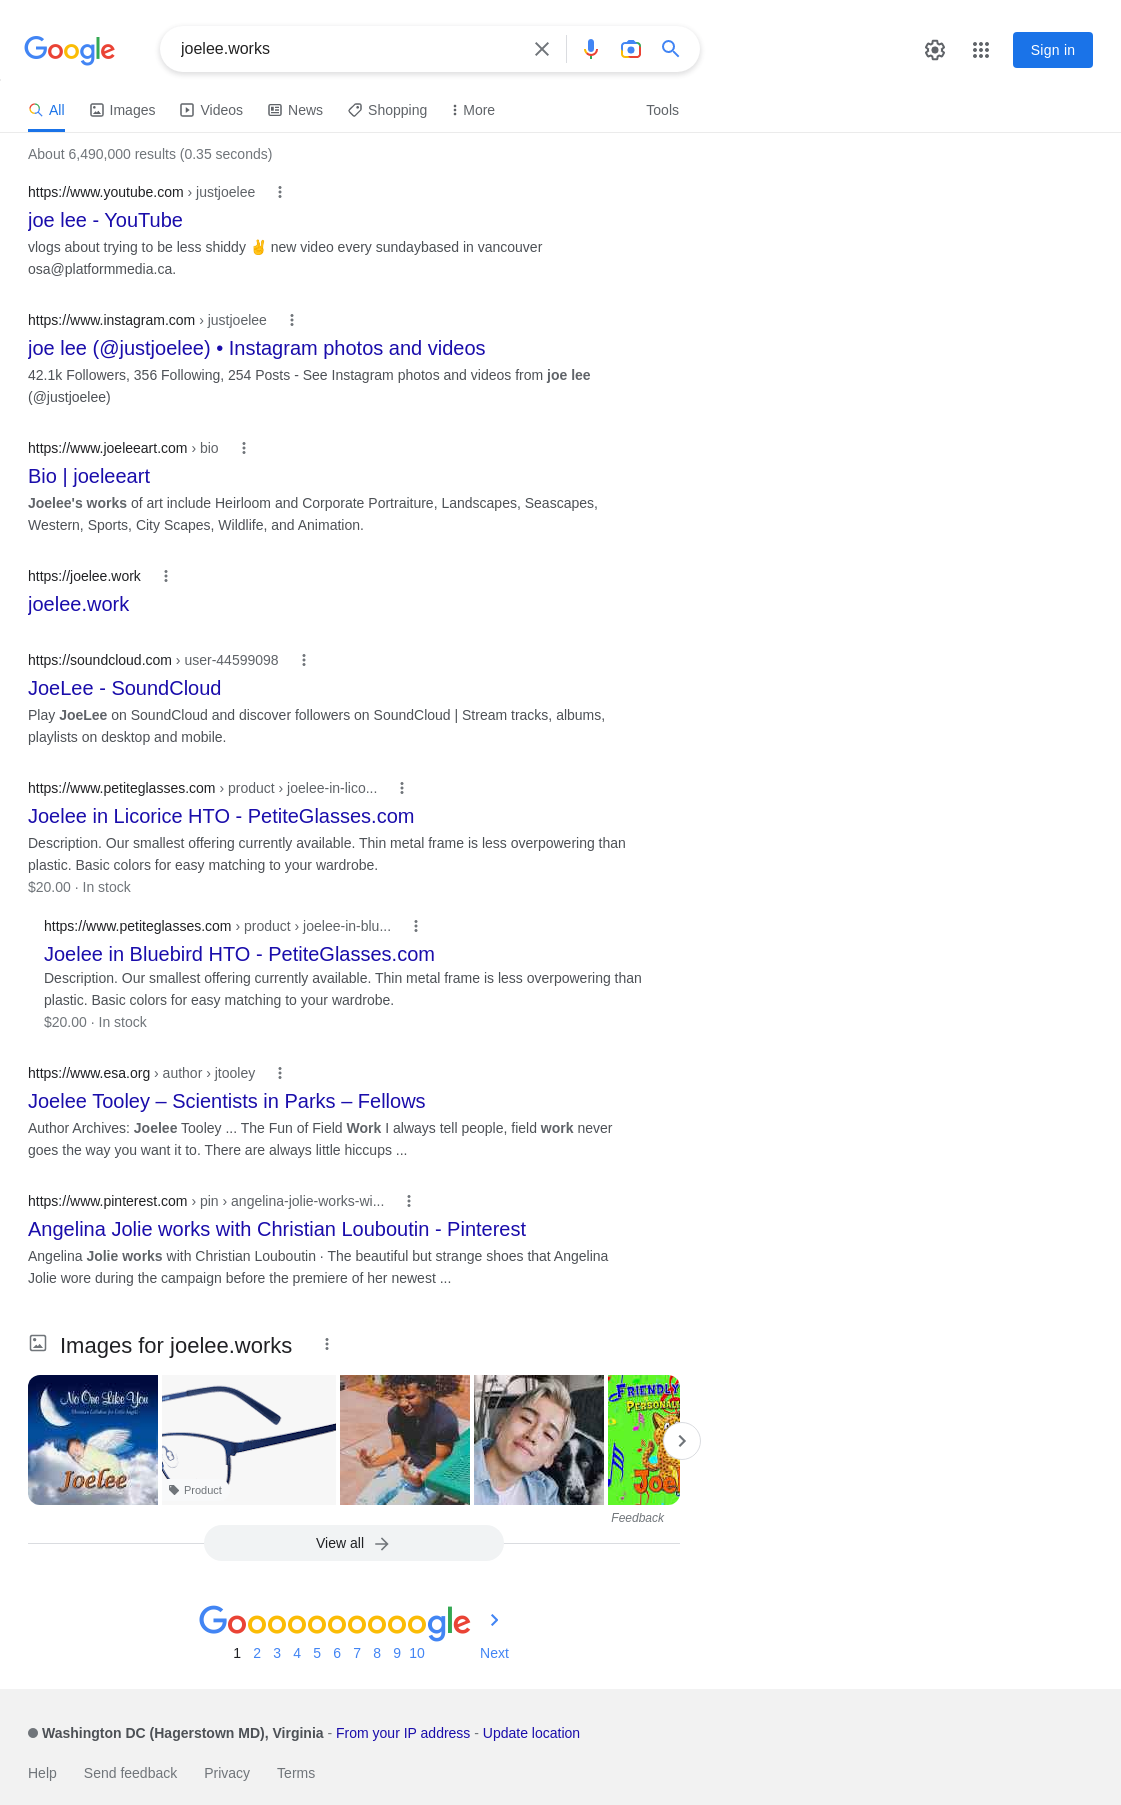 Google
joelee.works
Sign in
All
Images
Videos
News
Shopping
More
Tools
About 6,490,000 results (0.35 seconds)
https://www.youtube.com › justjoelee
joe lee - YouTube
vlogs about trying to be less shiddy ✌️ new video every sundaybased in vancouver
osa@platformmedia.ca.
https://www.instagram.com › justjoelee
joe lee (@justjoelee) • Instagram photos and videos
42.1k Followers, 356 Following, 254 Posts - See Instagram photos and videos from joe lee
(@justjoelee)
https://www.joeleeart.com › bio
Bio | joeleeart
Joelee's works of art include Heirloom and Corporate Portraiture, Landscapes, Seascapes,
Western, Sports, City Scapes, Wildlife, and Animation.
https://joelee.work
joelee.work
https://soundcloud.com › user-44599098
JoeLee - SoundCloud
Play JoeLee on SoundCloud and discover followers on SoundCloud | Stream tracks, albums,
playlists on desktop and mobile.
https://www.petiteglasses.com › product › joelee-in-lico...
Joelee in Licorice HTO - PetiteGlasses.com
Description. Our smallest offering currently available. Thin metal frame is less overpowering than
plastic. Basic colors for easy matching to your wardrobe.
$20.00 · In stock
https://www.petiteglasses.com › product › joelee-in-blu...
Joelee in Bluebird HTO - PetiteGlasses.com
Description. Our smallest offering currently available. Thin metal frame is less overpowering than
plastic. Basic colors for easy matching to your wardrobe.
$20.00 · In stock
https://www.esa.org › author › jtooley
Joelee Tooley – Scientists in Parks – Fellows
Author Archives: Joelee Tooley ... The Fun of Field Work I always tell people, field work never
goes the way you want it to. There are always little hiccups ...
https://www.pinterest.com › pin › angelina-jolie-works-wi...
Angelina Jolie works with Christian Louboutin - Pinterest
Angelina Jolie works with Christian Louboutin · The beautiful but strange shoes that Angelina
Jolie wore during the campaign before the premiere of her newest ...
Images for joelee.works
No One Like You
Christian Lullabies for Little Angels
Joelee
Product
FRIENDLY
PERSONAL
Joe
Feedback
View all
Goooooooooogle
1 2 3 4 5 6 7 8 9 10 Next
Washington DC (Hagerstown MD), Virginia - From your IP address - Update location
Help
Send feedback
Privacy
Terms